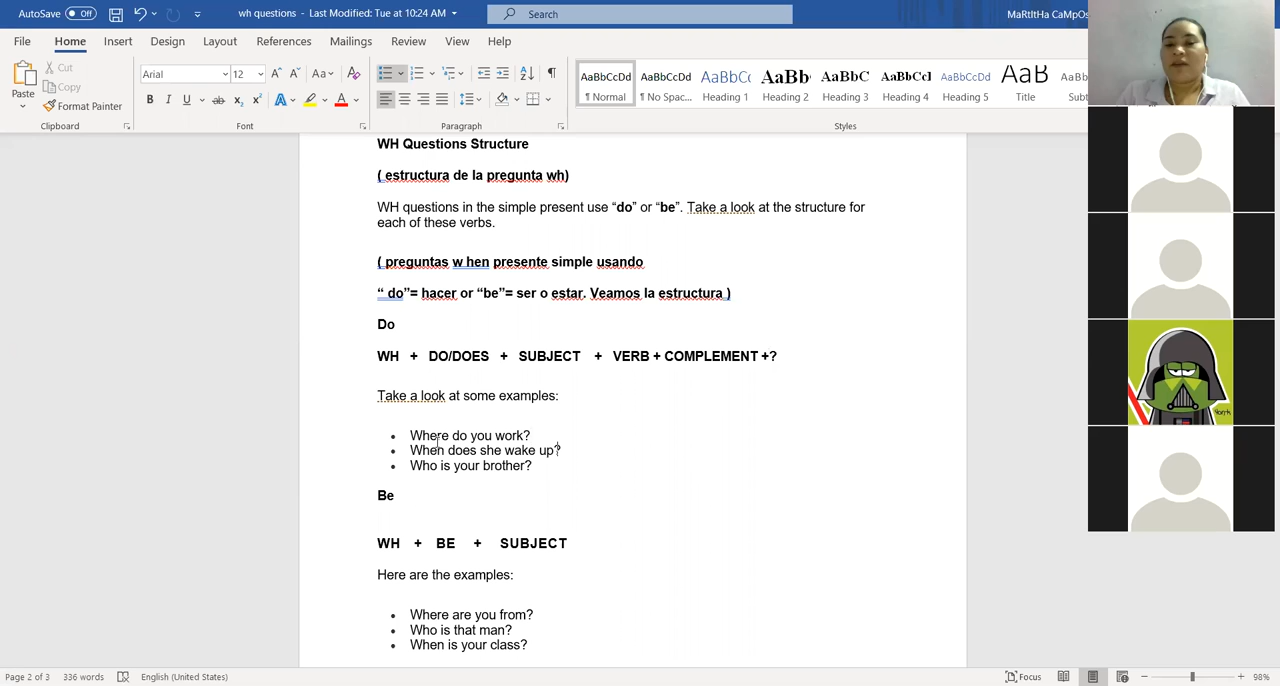 AutoSave Off wh questions - Last Modified: Tue at 10:24 AM Search MaRtItHa CaMpOs
File Home Insert Design Layout References Mailings Review View Help
Paste Cut Copy Format Painter Clipboard
Arial 12 Aa Font
Paragraph
AaBbCcDd AaBbCcDd AaBbCc AaBb AaBbC AaBbCcI AaBbCcDd AaB AaBb
¶ Normal ¶ No Spac... Heading 1 Heading 2 Heading 3 Heading 4 Heading 5 Title Subt
Styles
WH Questions Structure
( estructura de la pregunta wh)
WH questions in the simple present use “do” or “be”. Take a look at the structure for
each of these verbs.
( preguntas w hen presente simple usando
“ do”= hacer or “be”= ser o estar. Veamos la estructura )
Do
WH + DO/DOES + SUBJECT + VERB + COMPLEMENT +?
Take a look at some examples:
• Where do you work?
• When does she wake up?
• Who is your brother?
Be
WH + BE + SUBJECT
Here are the examples:
• Where are you from?
• Who is that man?
• When is your class?
Page 2 of 3 336 words English (United States) Focus 98%